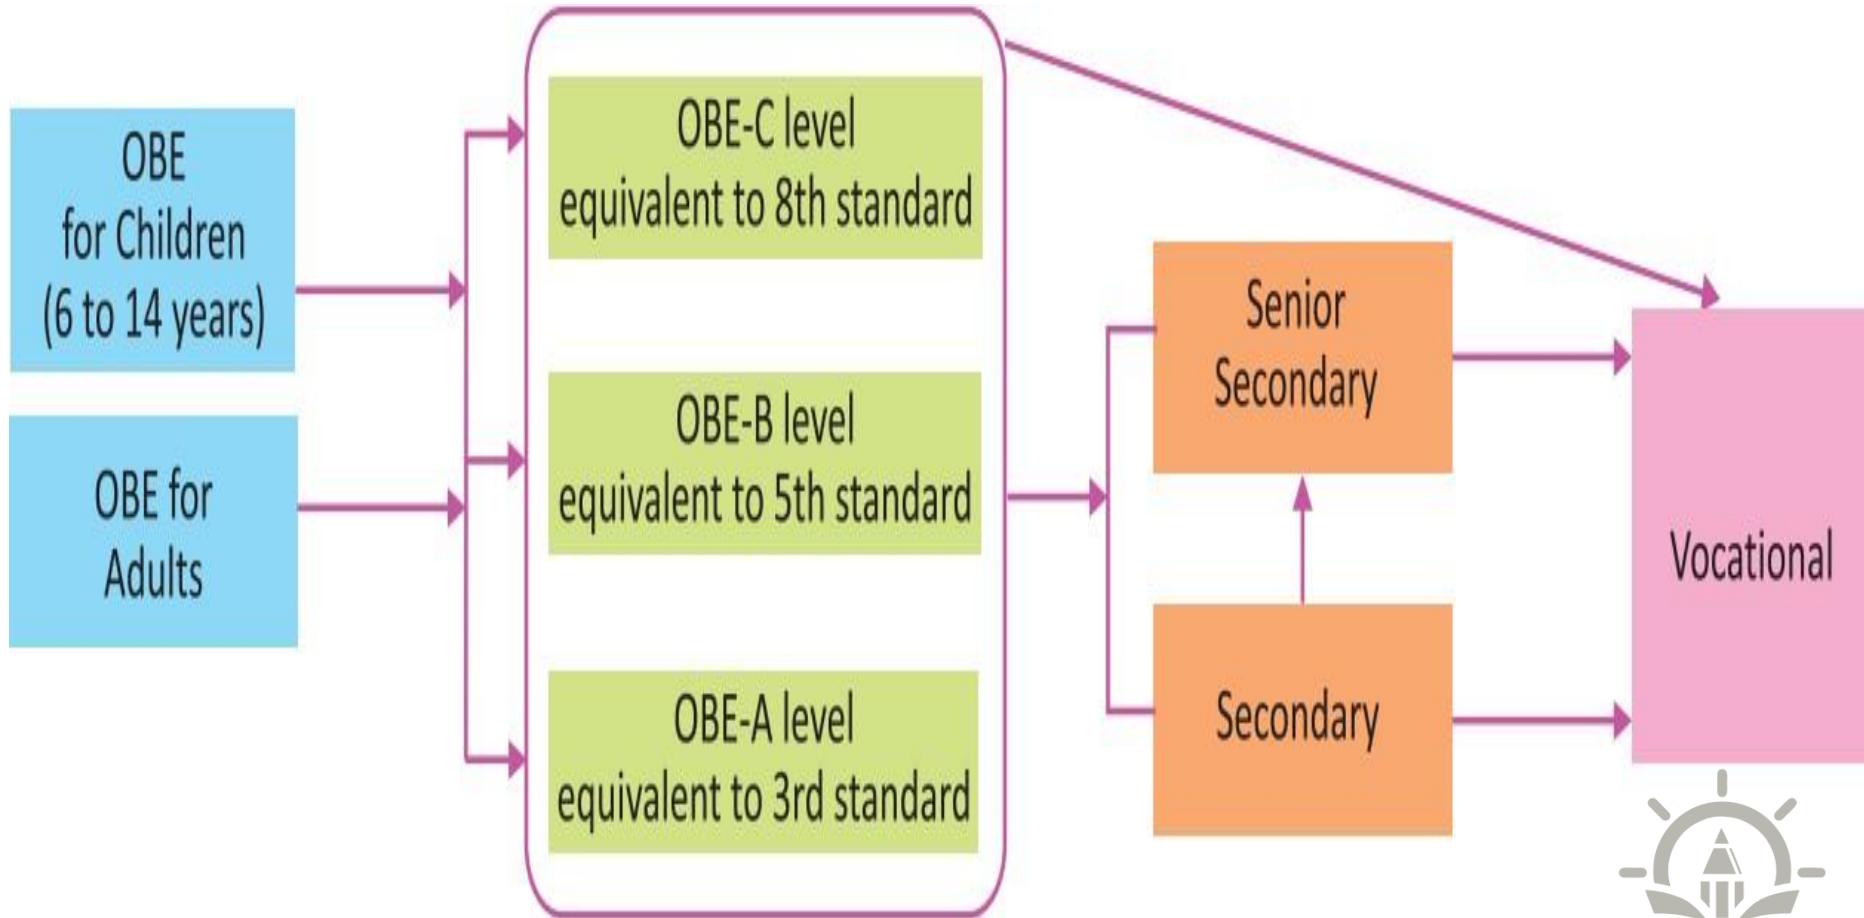 OBE
for Children
(6 to 14 years)
OBE for
Adults
OBE-C level
equivalent to 8th standard
OBE-B level
equivalent to 5th standard
OBE-A level
equivalent to 3rd standard
Senior
Secondary
Secondary
Vocational